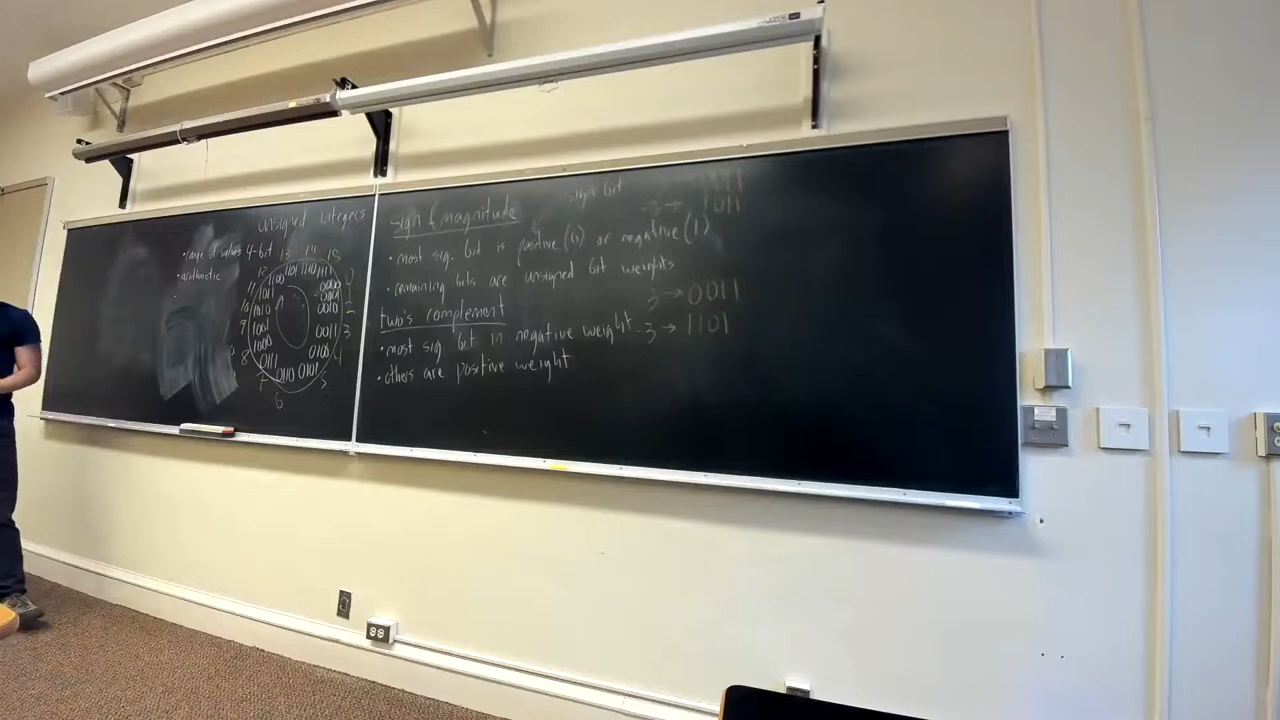 unsigned integers
• range of values 4-bit
• arithmetic
13 14 15
12 1100 1101 1110 1111 0
11 1011 0000 1
10 1010 0001 2
9 1001 0010
1000 0011 3
8 0111 0100 4
7 0110 0101 5
6
sign & magnitude
sign bit
-3 → 1011
• most sig. bit is positive (0) or negative (1)
• remaining bits are unsigned bit weights
3 → 0011
two's complement
• most sig bit in negative weight -3 → 1101
• others are positive weight